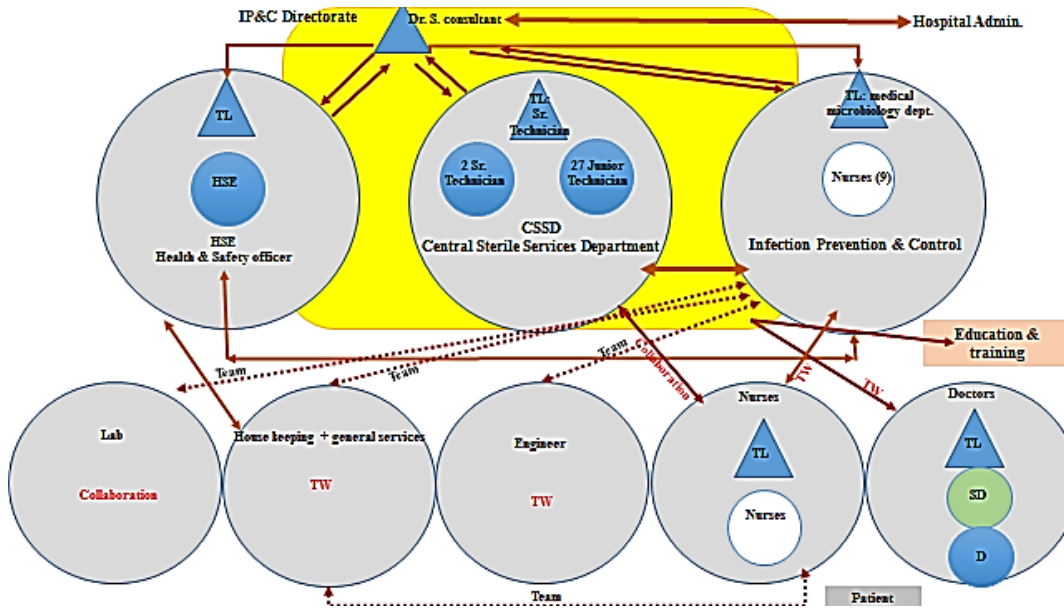 IP&C Directorate
Dr. S. consultant
Hospital Admin.
TL
HSE
HSE
Health & Safety officer
TL:
Sr.
Technician
2 Sr.
Technician
27 Junior
Technician
CSSD
Central Sterile Services Department
TL: medical
microbiology dept.
Nurses (9)
Infection Prevention & Control
Education &
training
Team
Team
Team
Collaboration
TW
TW
Lab
Collaboration
House keeping + general services
TW
Engineer
TW
Nurses
TL
Nurses
Doctors
TL
SD
D
Team
Patient